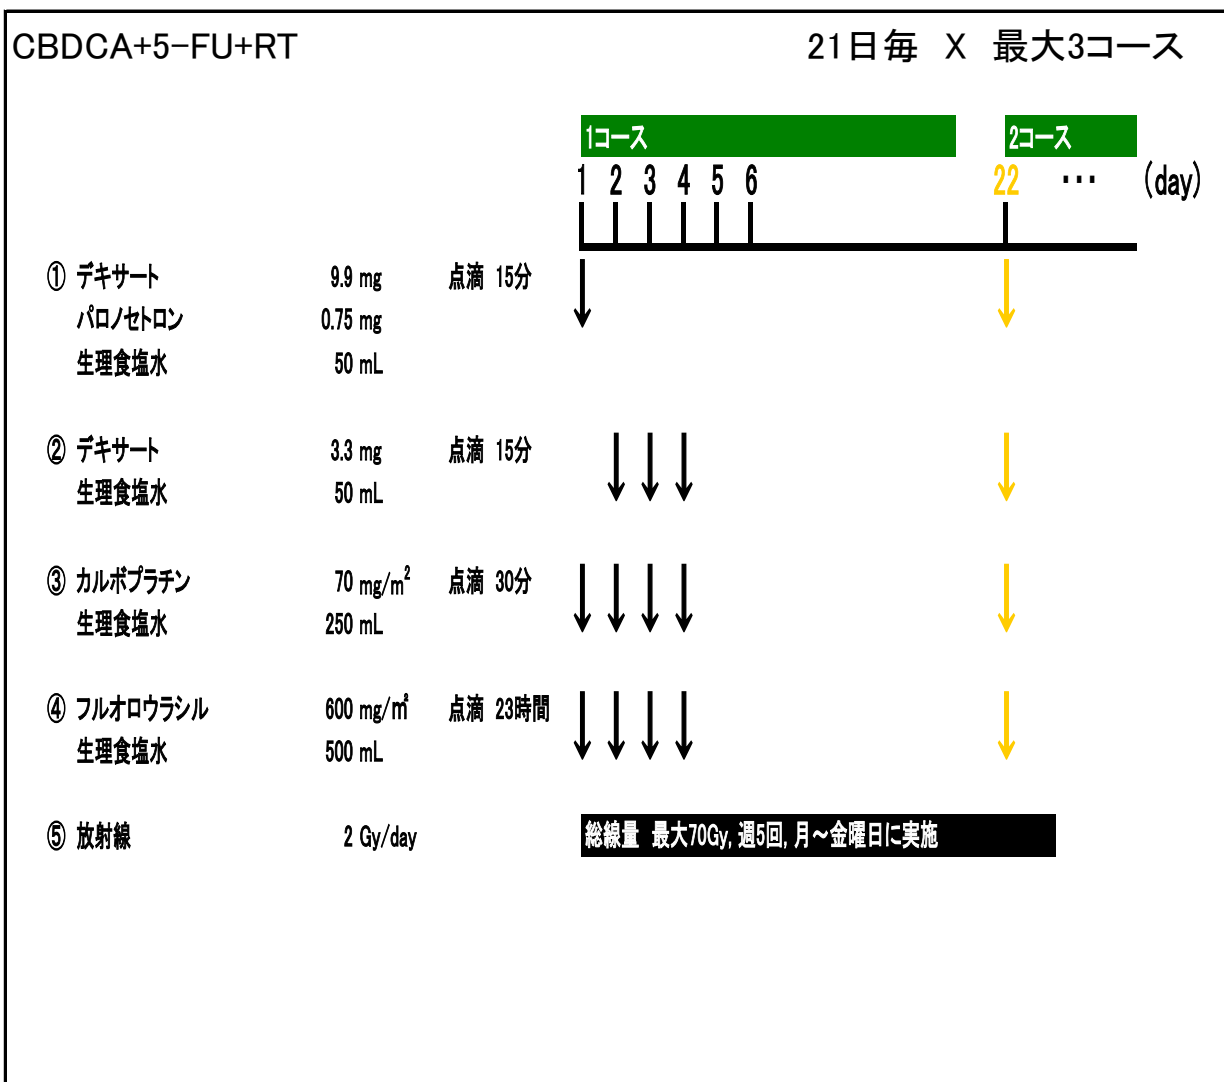 CBDCA+5-FU+RT 21日毎 X 最大3コース
1コース 2コース
1 2 3 4 5 6 22 ･･･ (day)
① デキサート 9.9 mg 点滴 15分
パロノセトロン 0.75 mg
生理食塩水 50 mL
② デキサート 3.3 mg 点滴 15分
生理食塩水 50 mL
③ カルボプラチン 70 mg/m² 点滴 30分
生理食塩水 250 mL
④ フルオロウラシル 600 mg/㎡ 点滴 23時間
生理食塩水 500 mL
⑤ 放射線 2 Gy/day 総線量 最大70Gy, 週5回, 月～金曜日に実施